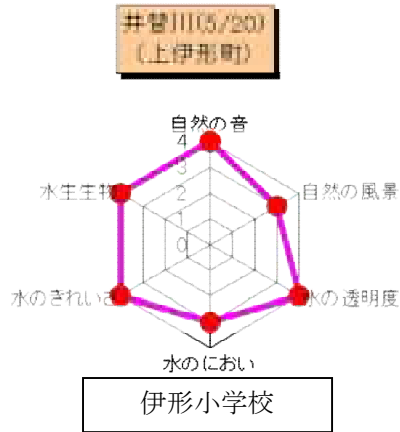 井替川(5/20)
(上伊形町)
自然の音
4
3
2
1
0
水生生物
自然の風景
水のきれいさ
水の透明度
水のにおい
伊形小学校